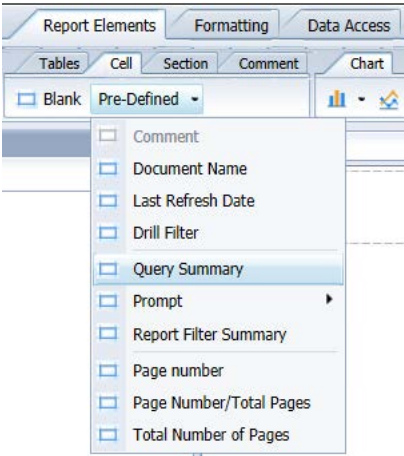 Report Elements Formatting Data Access
Tables Cell Section Comment Chart
Blank Pre-Defined
Comment
Document Name
Last Refresh Date
Drill Filter
Query Summary
Prompt
Report Filter Summary
Page number
Page Number/Total Pages
Total Number of Pages